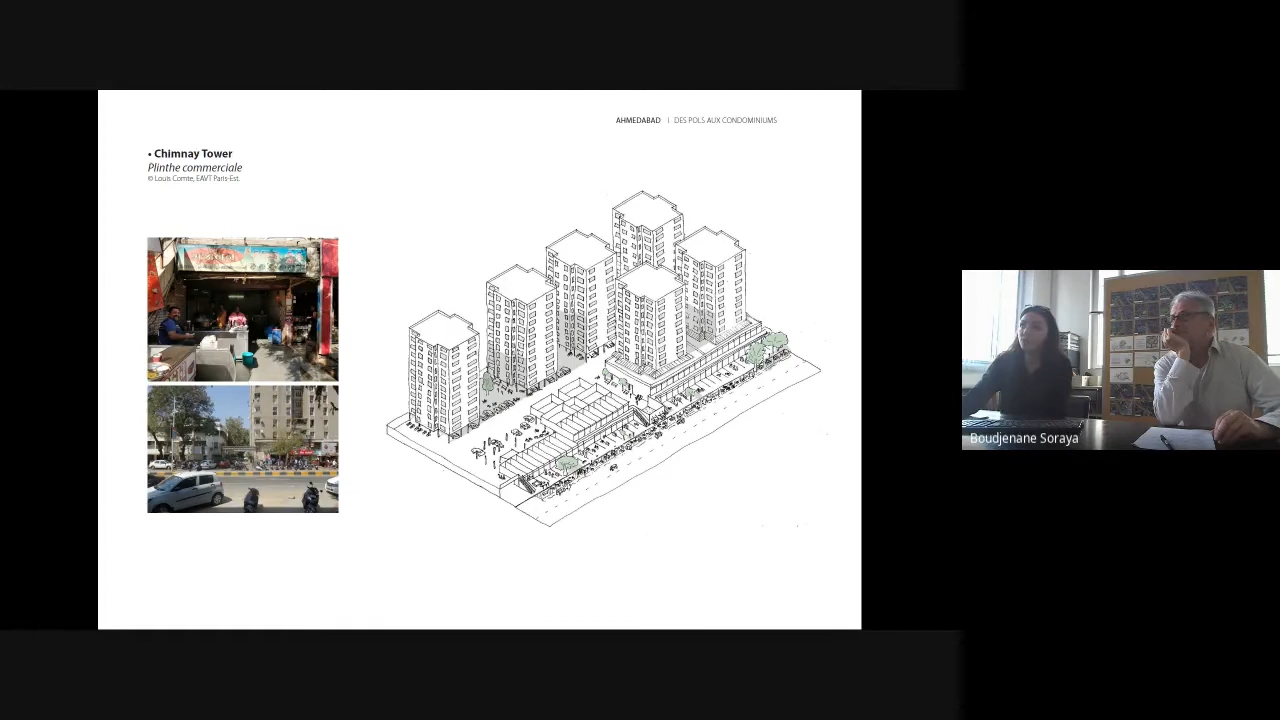 AHMEDABAD | DES POLS AUX CONDOMINIUMS
• Chimnay Tower
Plinthe commerciale
© Louis Comte, EAVT Paris-Est.
Boudjenane Soraya